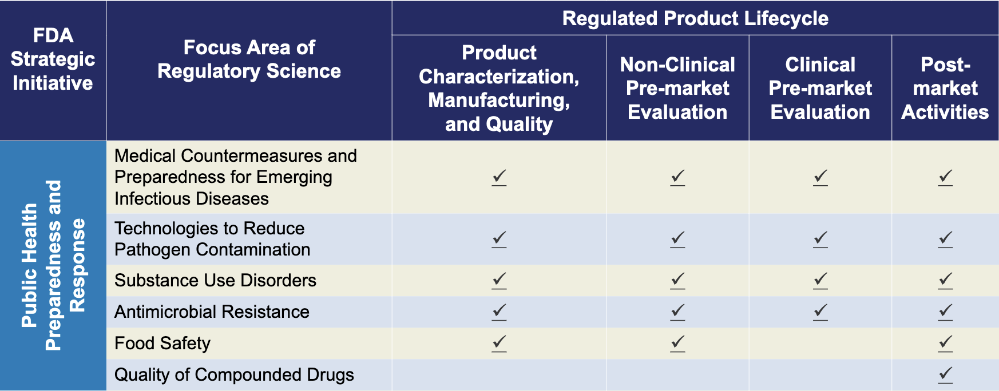 FDA
Strategic
Initiative
Focus Area of
Regulatory Science
Regulated Product Lifecycle
Product
Characterization,
Manufacturing,
and Quality
Non-Clinical
Pre-market
Evaluation
Clinical
Pre-market
Evaluation
Post-
market
Activities
Public Health
Preparedness and
Response
Medical Countermeasures and
Preparedness for Emerging
Infectious Diseases
✓ ✓ ✓ ✓
Technologies to Reduce
Pathogen Contamination
✓ ✓ ✓ ✓
Substance Use Disorders ✓ ✓ ✓ ✓
Antimicrobial Resistance ✓ ✓ ✓ ✓
Food Safety ✓ ✓ ✓
Quality of Compounded Drugs ✓